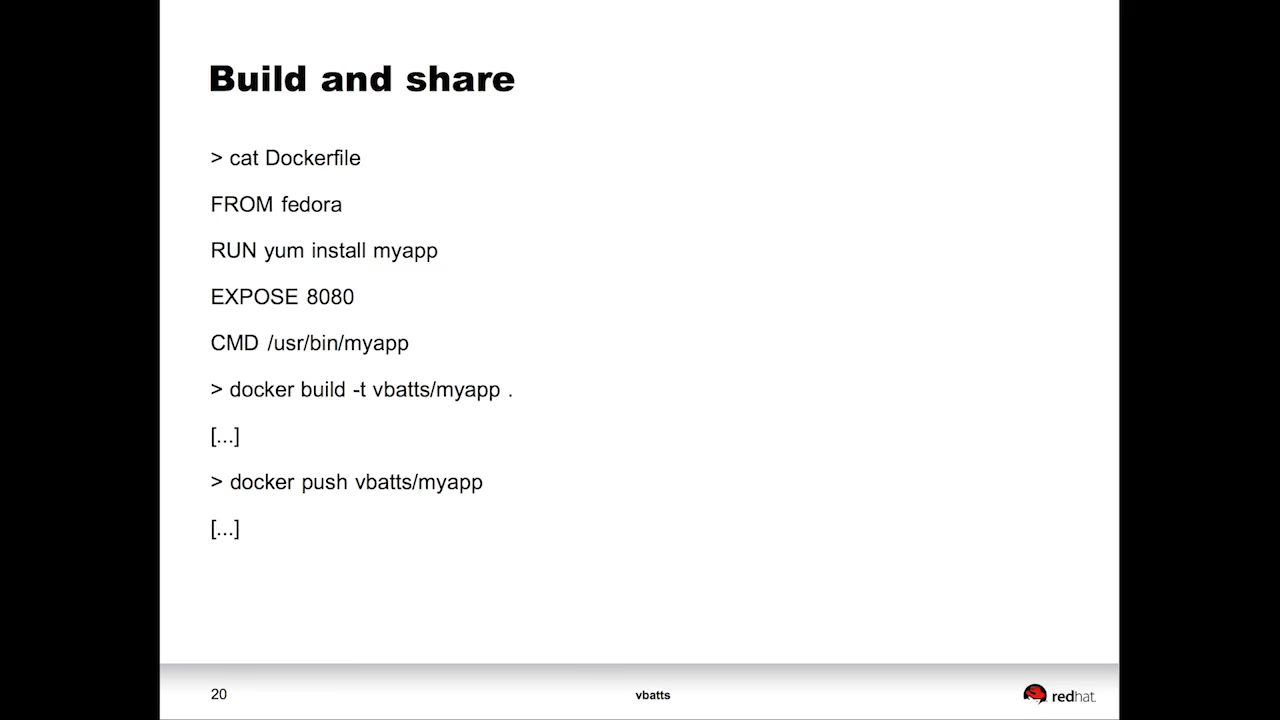 Build and share
> cat Dockerfile
FROM fedora
RUN yum install myapp
EXPOSE 8080
CMD /usr/bin/myapp
> docker build -t vbatts/myapp .
[...]
> docker push vbatts/myapp
[...]
20
vbatts
redhat.